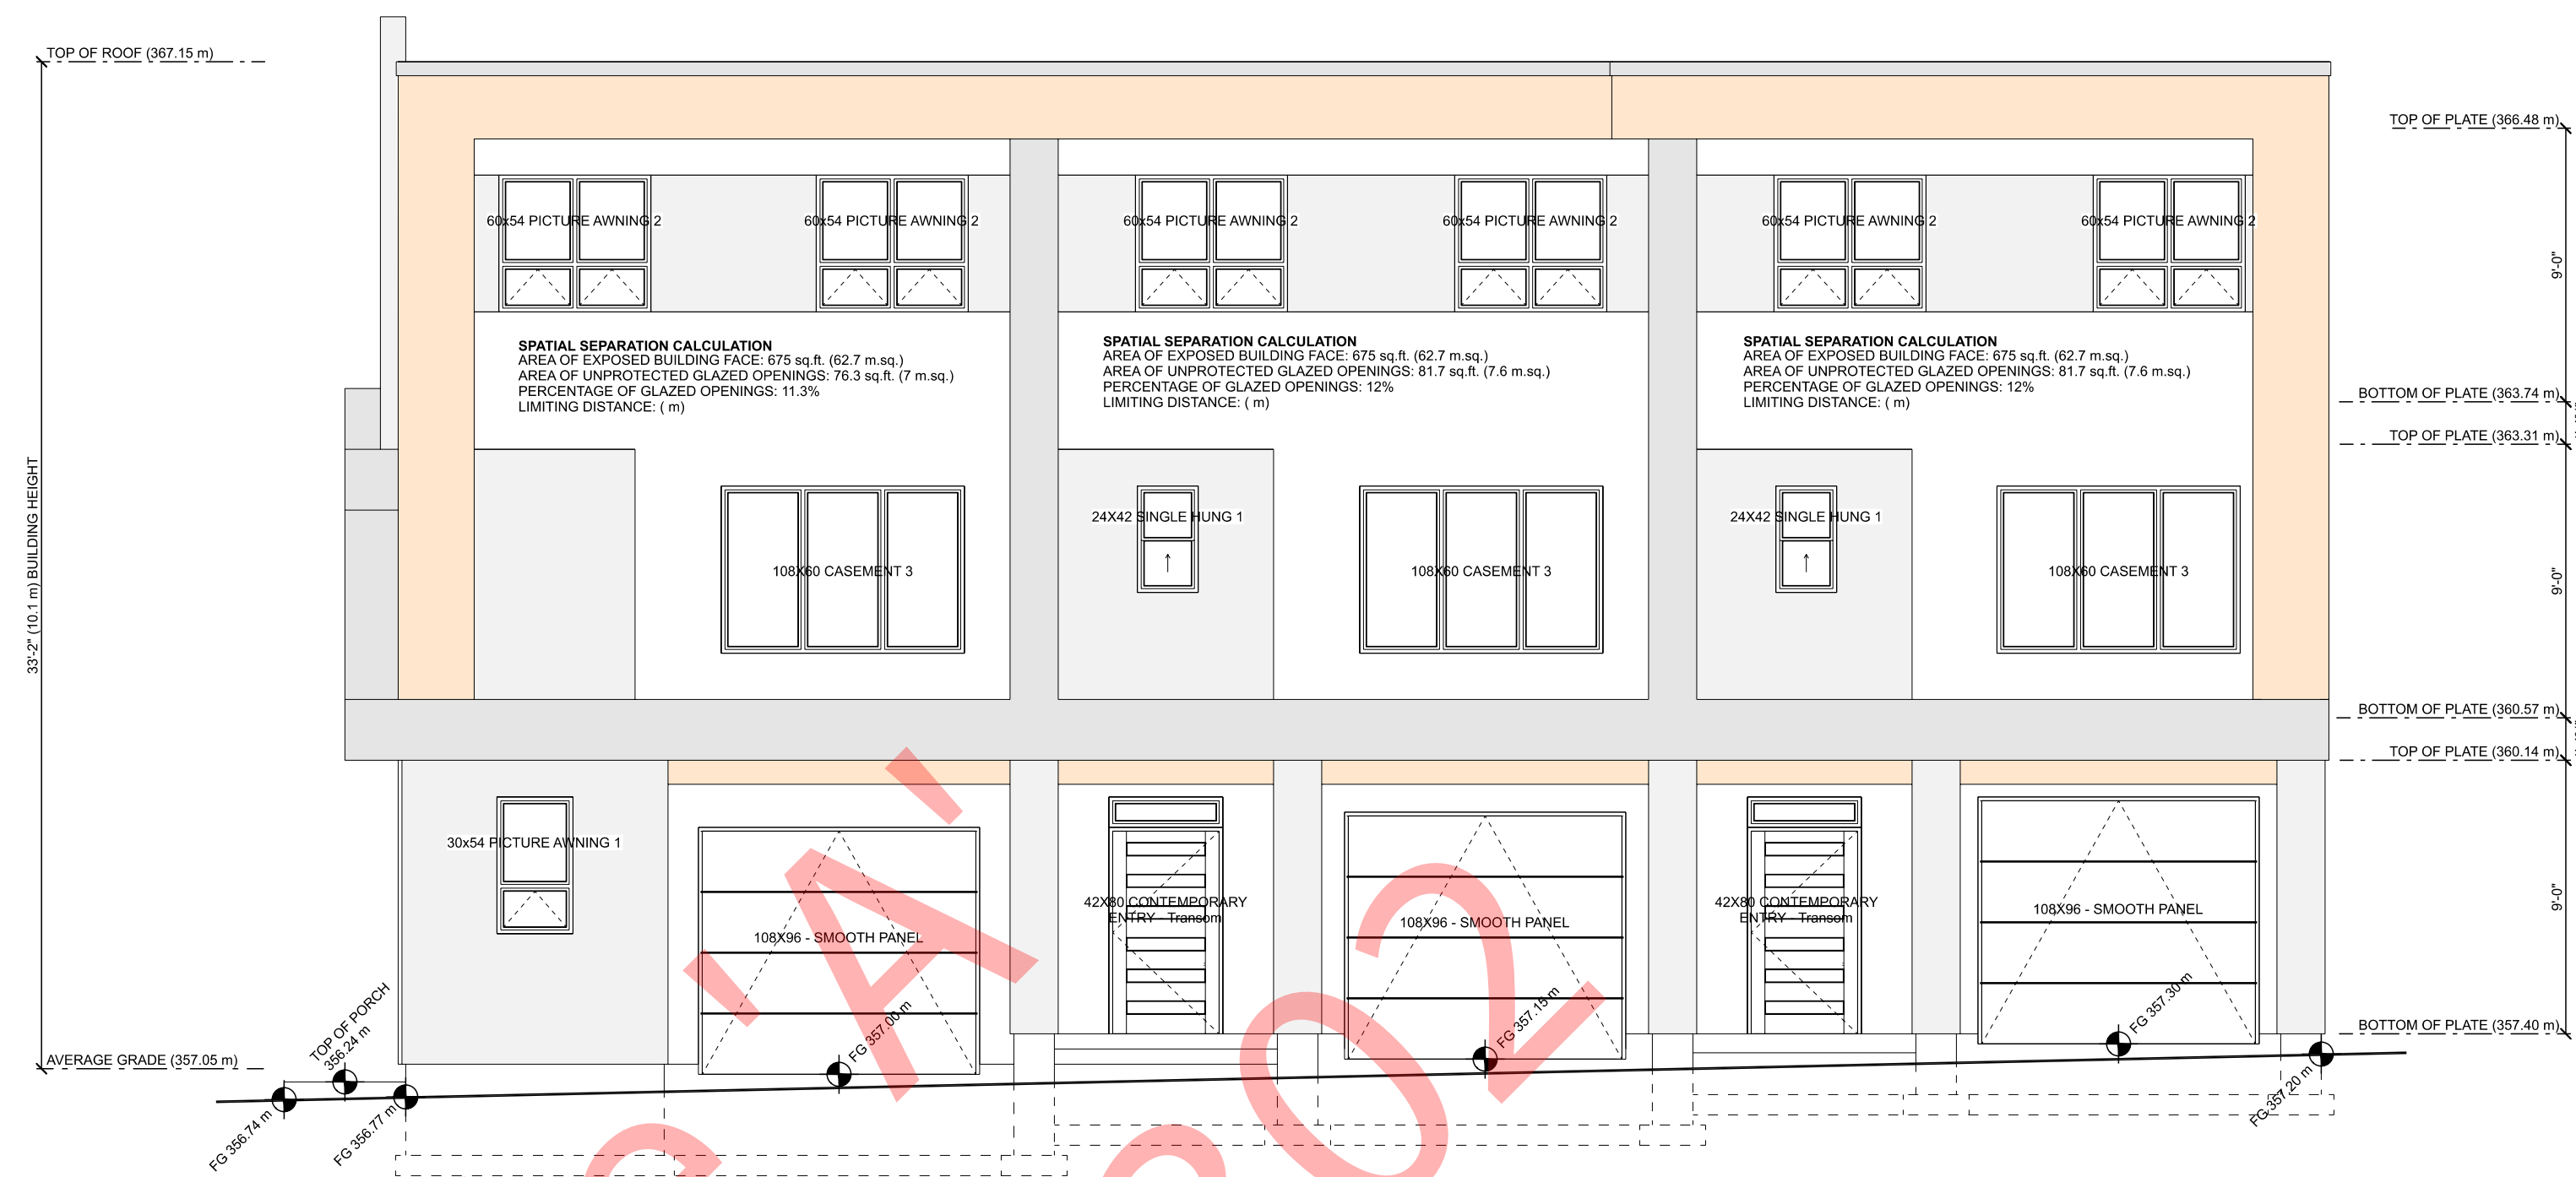 TOP OF ROOF (367.15 m)
TOP OF PLATE (366.48 m)
60x54 PICTURE AWNING 2
60x54 PICTURE AWNING 2
60x54 PICTURE AWNING 2
60x54 PICTURE AWNING 2
60x54 PICTURE AWNING 2
60x54 PICTURE AWNING 2
9'-0"
SPATIAL SEPARATION CALCULATION
AREA OF EXPOSED BUILDING FACE: 675 sq.ft. (62.7 m.sq.)
AREA OF UNPROTECTED GLAZED OPENINGS: 76.3 sq.ft. (7 m.sq.)
PERCENTAGE OF GLAZED OPENINGS: 11.3%
LIMITING DISTANCE: ( m)
SPATIAL SEPARATION CALCULATION
AREA OF EXPOSED BUILDING FACE: 675 sq.ft. (62.7 m.sq.)
AREA OF UNPROTECTED GLAZED OPENINGS: 81.7 sq.ft. (7.6 m.sq.)
PERCENTAGE OF GLAZED OPENINGS: 12%
LIMITING DISTANCE: ( m)
SPATIAL SEPARATION CALCULATION
AREA OF EXPOSED BUILDING FACE: 675 sq.ft. (62.7 m.sq.)
AREA OF UNPROTECTED GLAZED OPENINGS: 81.7 sq.ft. (7.6 m.sq.)
PERCENTAGE OF GLAZED OPENINGS: 12%
LIMITING DISTANCE: ( m)
BOTTOM OF PLATE (363.74 m)
TOP OF PLATE (363.31 m)
33'-2" (10.1 m) BUILDING HEIGHT
24X42 SINGLE HUNG 1
24X42 SINGLE HUNG 1
108X60 CASEMENT 3
108X60 CASEMENT 3
108X60 CASEMENT 3
9'-0"
BOTTOM OF PLATE (360.57 m)
TOP OF PLATE (360.14 m)
30x54 PICTURE AWNING 1
42X80 CONTEMPORARY
ENTRY - Transom
42X80 CONTEMPORARY
ENTRY - Transom
108X96 - SMOOTH PANEL
108X96 - SMOOTH PANEL
108X96 - SMOOTH PANEL
9'-0"
'A'
02
TOP OF PORCH
356.24 m
FG 357.00 m
FG 357.15 m
FG 357.30 m
BOTTOM OF PLATE (357.40 m)
AVERAGE GRADE (357.05 m)
FG 356.74 m
FG 356.77 m
FG 357.20 m